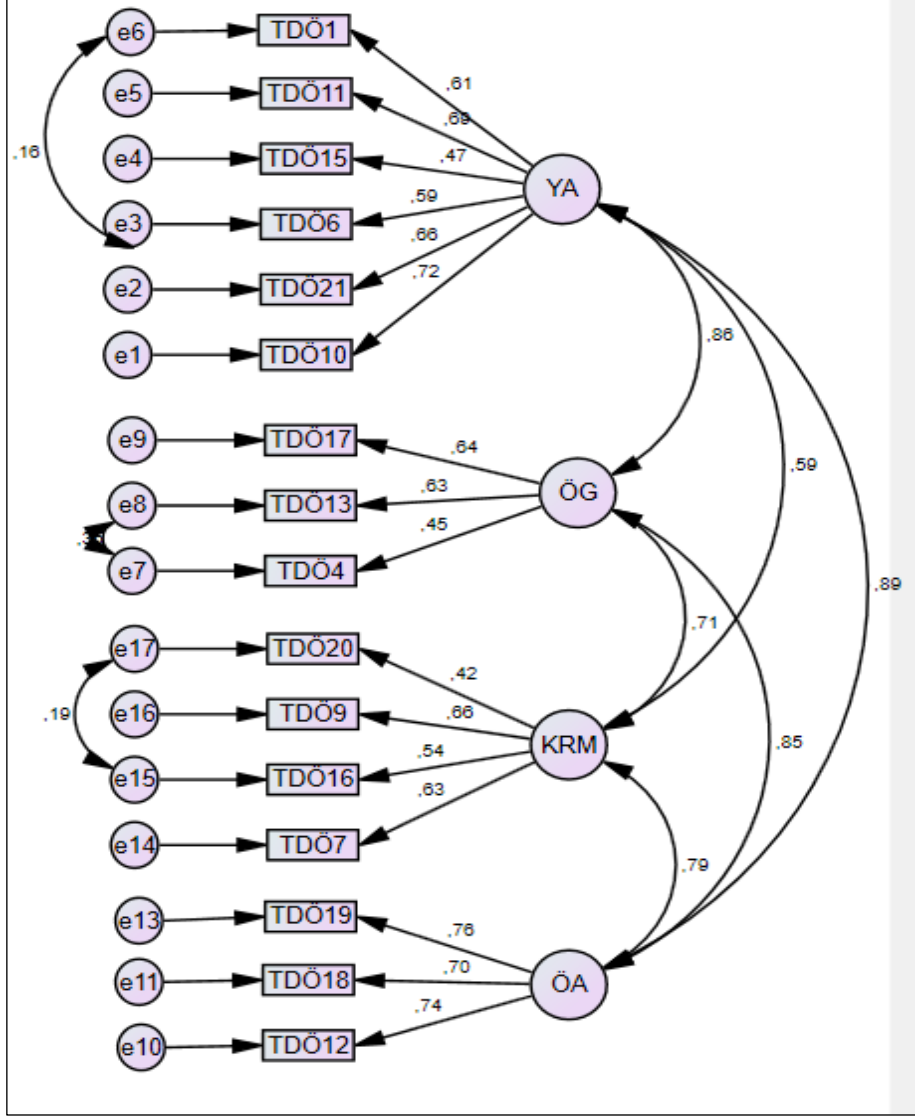 e6 TDÖ1
,61
e5 TDÖ11
,69
,16
e4 TDÖ15
,47
YA
e3 TDÖ6
,59
,66
e2 TDÖ21
,72
e1 TDÖ10
,86
e9 TDÖ17
,64
,59
e8 TDÖ13
,63
ÖG
,45
e7 TDÖ4
,89
,71
e17 TDÖ20
,42
,19
e16 TDÖ9
,66
KRM
,85
,54
e15 TDÖ16
,63
e14 TDÖ7
,79
e13 TDÖ19
,76
e11 TDÖ18
,70
ÖA
,74
e10 TDÖ12